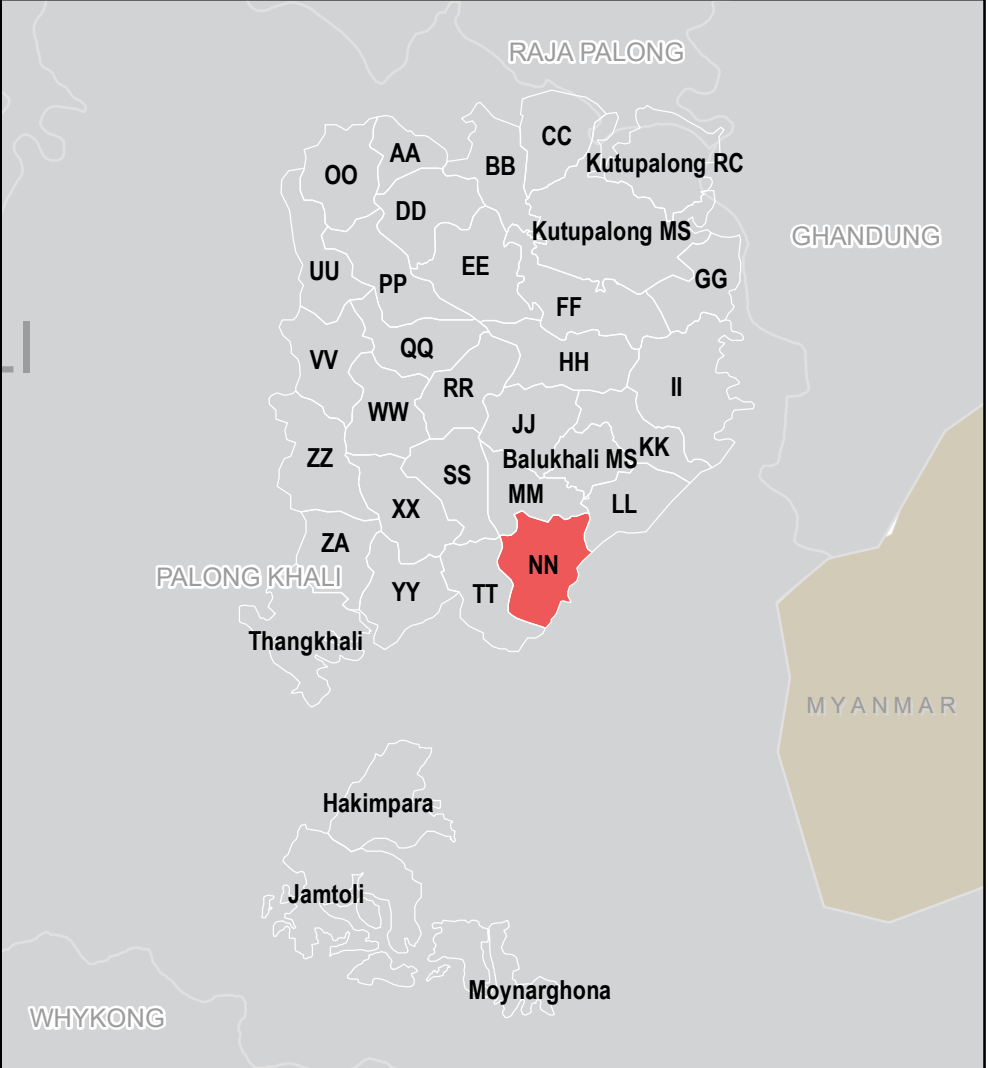 RAJA PALONG
CC
AA
BB
Kutupalong RC
OO
DD
Kutupalong MS
GHANDUNG
EE
UU
GG
PP
FF
LI
QQ
VV
HH
RR
II
WW
JJ
KK
ZZ
Balukhali MS
SS
MM
LL
XX
ZA
NN
PALONG KHALI
YY
TT
Thangkhali
MYANMAR
Hakimpara
Jamtoli
Moynarghona
WHYKONG